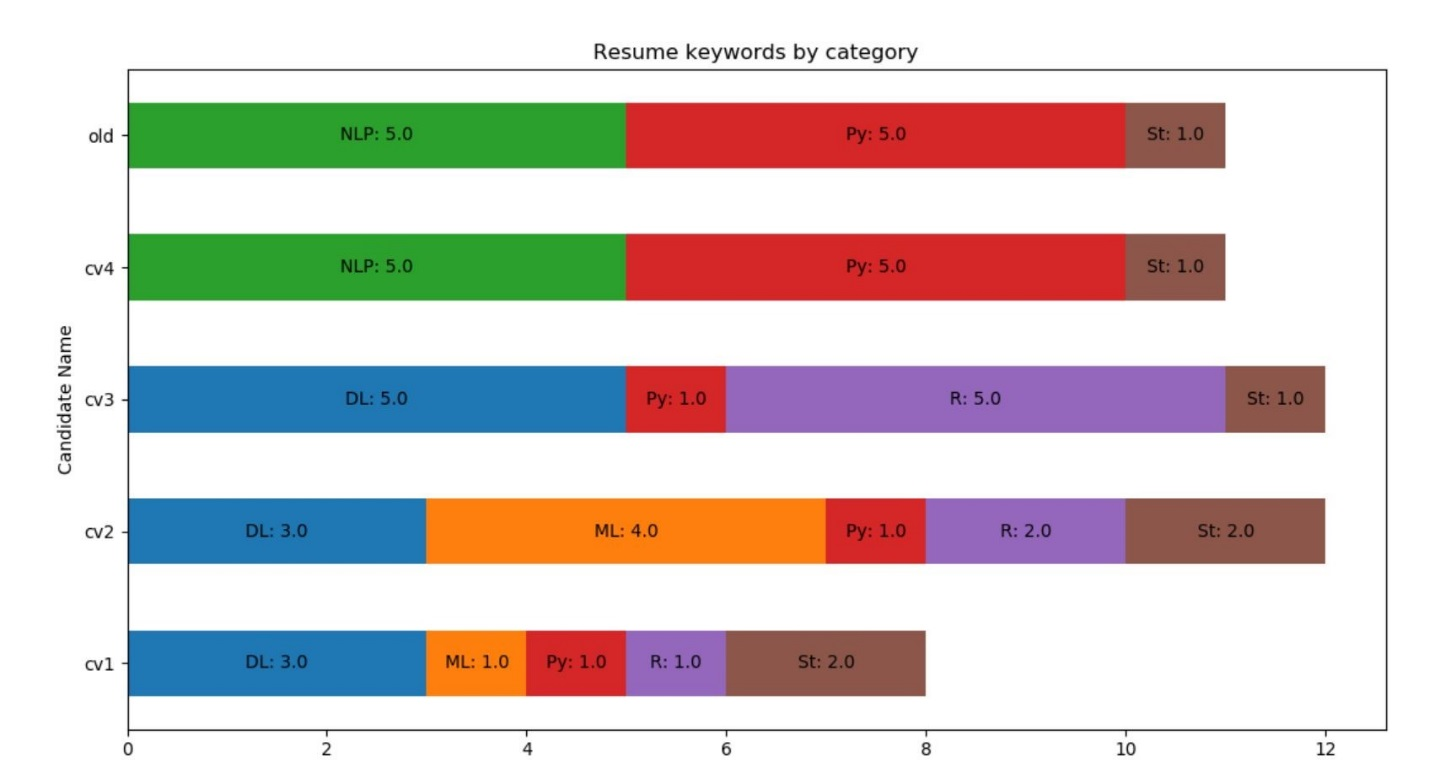 Resume keywords by category
old
NLP: 5.0 Py: 5.0 St: 1.0
cv4
NLP: 5.0 Py: 5.0 St: 1.0
Candidate Name
cv3
DL: 5.0 Py: 1.0 R: 5.0 St: 1.0
cv2
DL: 3.0 ML: 4.0 Py: 1.0 R: 2.0 St: 2.0
cv1
DL: 3.0 ML: 1.0 Py: 1.0 R: 1.0 St: 2.0
0 2 4 6 8 10 12